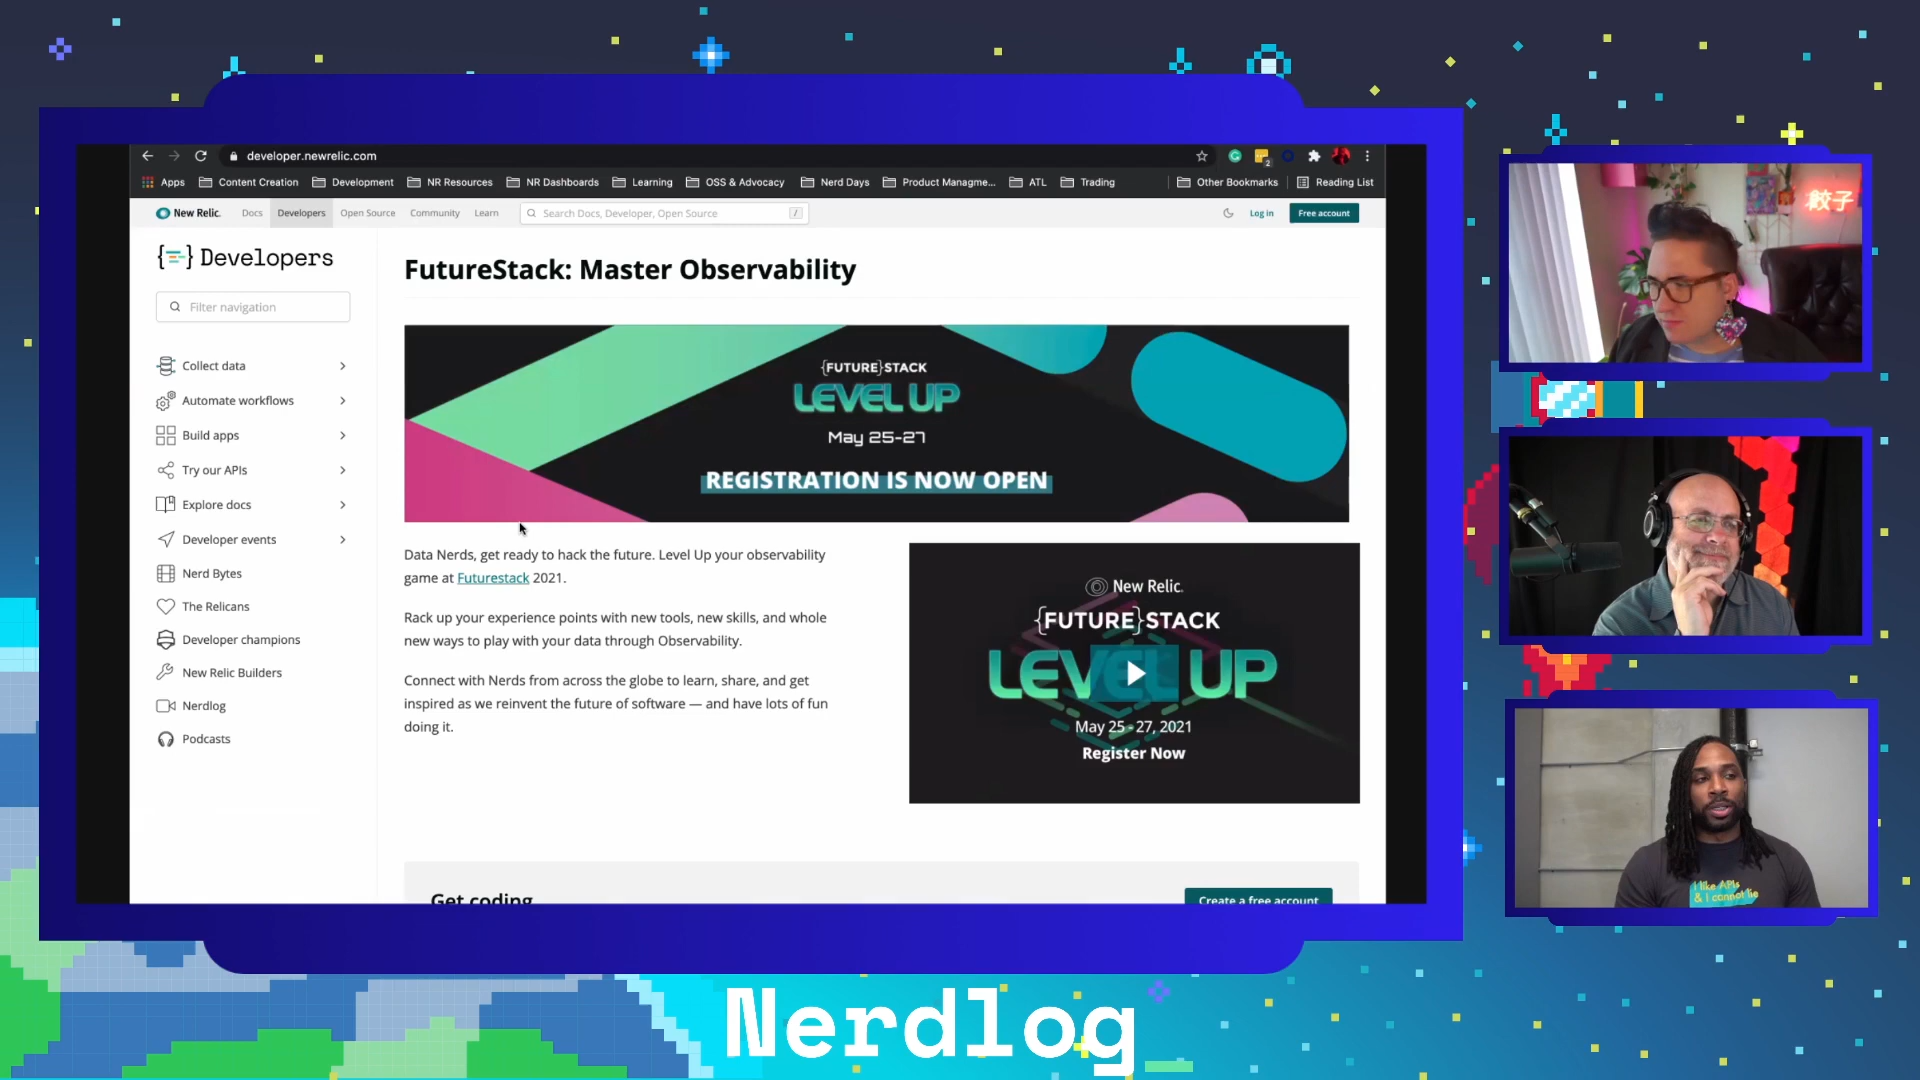 developer.newrelic.com
Apps Content Creation Development NR Resources NR Dashboards Learning OSS & Advocacy Nerd Days Product Managme... ATL Trading Other Bookmarks Reading List
New Relic. Docs Developers Open Source Community Learn Search Docs, Developer, Open Source / Log in Free account
{ } Developers
Filter navigation
Collect data
Automate workflows
Build apps
Try our APIs
Explore docs
Developer events
Nerd Bytes
The Relicans
Developer champions
New Relic Builders
Nerdlog
Podcasts
FutureStack: Master Observability
{FUTURE}STACK
LEVEL UP
May 25-27
REGISTRATION IS NOW OPEN
Data Nerds, get ready to hack the future. Level Up your observability
game at Futurestack 2021.
Rack up your experience points with new tools, new skills, and whole
new ways to play with your data through Observability.
Connect with Nerds from across the globe to learn, share, and get
inspired as we reinvent the future of software — and have lots of fun
doing it.
New Relic.
{FUTURE}STACK
LEVEL UP
May 25 - 27, 2021
Register Now
Get coding
Create a free account
餃子
I like APIs
& I cannot lie
Nerdlog